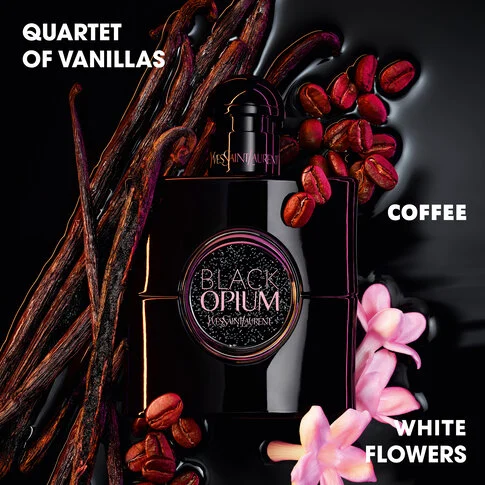 QUARTET
OF VANILLAS
YVESSAINTLAURENT
COFFEE
BLACK
OPIUM
YVESSAINTLAURENT
WHITE
FLOWERS